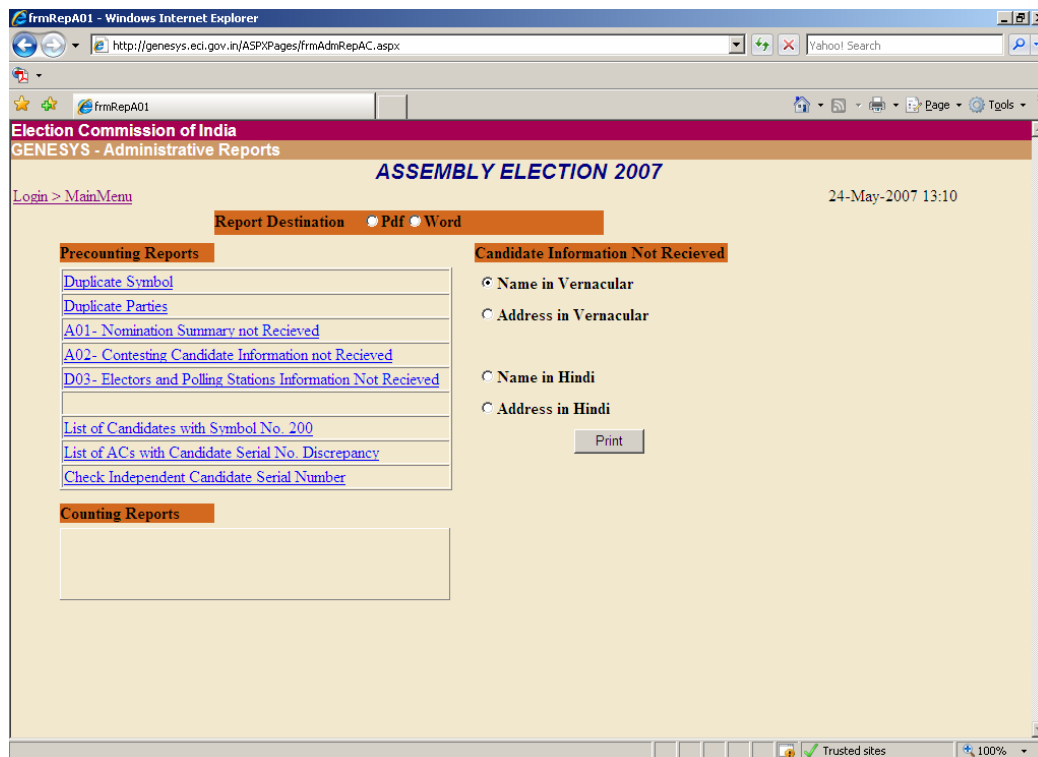 frmRepA01 - Windows Internet Explorer
http://genesys.eci.gov.in/ASPXPages/frmAdmRepAC.aspx
Yahoo! Search
frmRepA01
Page
Tools
Election Commission of India
GENESYS - Administrative Reports
ASSEMBLY ELECTION 2007
Login > MainMenu
24-May-2007 13:10
Report Destination Pdf Word
Precounting Reports
Duplicate Symbol
Duplicate Parties
A01- Nomination Summary not Recieved
A02- Contesting Candidate Information not Recieved
D03- Electors and Polling Stations Information Not Recieved
List of Candidates with Symbol No. 200
List of ACs with Candidate Serial No. Discrepancy
Check Independent Candidate Serial Number
Counting Reports
Candidate Information Not Recieved
Name in Vernacular
Address in Vernacular
Name in Hindi
Address in Hindi
Print
Trusted sites
100%